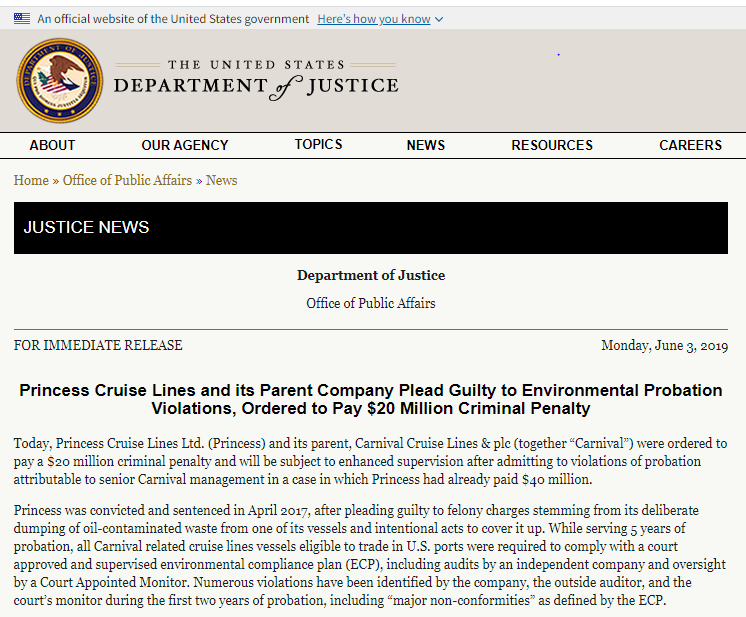 An official website of the United States government Here's how you know
THE UNITED STATES
DEPARTMENT of JUSTICE
ABOUT OUR AGENCY TOPICS NEWS RESOURCES CAREERS
Home » Office of Public Affairs » News
JUSTICE NEWS
Department of Justice
Office of Public Affairs
FOR IMMEDIATE RELEASE Monday, June 3, 2019
Princess Cruise Lines and its Parent Company Plead Guilty to Environmental Probation
Violations, Ordered to Pay $20 Million Criminal Penalty
Today, Princess Cruise Lines Ltd. (Princess) and its parent, Carnival Cruise Lines & plc (together “Carnival”) were ordered to
pay a $20 million criminal penalty and will be subject to enhanced supervision after admitting to violations of probation
attributable to senior Carnival management in a case in which Princess had already paid $40 million.
Princess was convicted and sentenced in April 2017, after pleading guilty to felony charges stemming from its deliberate
dumping of oil-contaminated waste from one of its vessels and intentional acts to cover it up. While serving 5 years of
probation, all Carnival related cruise lines vessels eligible to trade in U.S. ports were required to comply with a court
approved and supervised environmental compliance plan (ECP), including audits by an independent company and oversight
by a Court Appointed Monitor. Numerous violations have been identified by the company, the outside auditor, and the
court’s monitor during the first two years of probation, including “major non-conformities” as defined by the ECP.